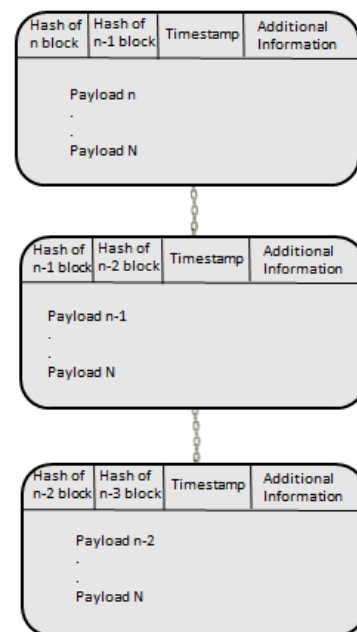 Hash of n block Hash of n-1 block Timestamp Additional Information
Payload n
.
.
Payload N
Hash of n-1 block Hash of n-2 block Timestamp Additional Information
Payload n-1
.
.
Payload N
Hash of n-2 block Hash of n-3 block Timestamp Additional Information
Payload n-2
.
.
Payload N